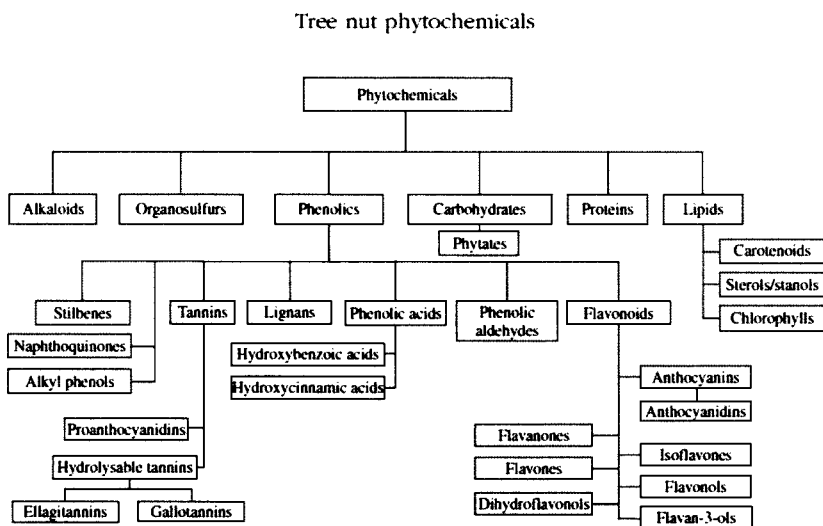 Tree nut phytochemicals
Phytochemicals
Alkaloids
Organosulfurs
Phenolics
Carbohydrates
Proteins
Lipids
Phytates
Carotenoids
Sterols/stanols
Chlorophylls
Stilbenes
Tannins
Lignans
Phenolic acids
Phenolic
aldehydes
Flavonoids
Naphthoquinones
Alkyl phenols
Hydroxybenzoic acids
Hydroxycinnamic acids
Anthocyanins
Anthocyanidins
Proanthocyanidins
Hydrolysable tannins
Ellagitannins
Gallotannins
Flavanones
Flavones
Dihydroflavonols
Isoflavones
Flavonols
Flavan-3-ols